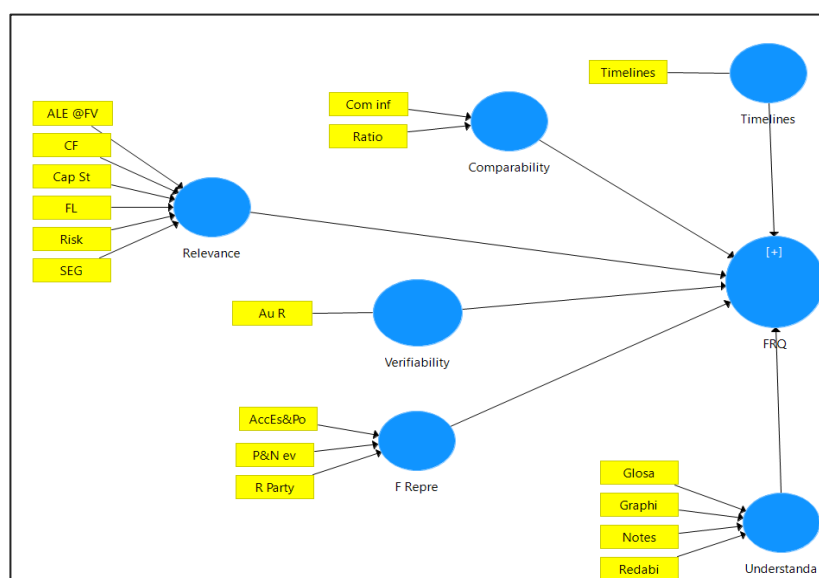 Timelines
Timelines
Com inf
Ratio
Comparability
ALE @FV
CF
Cap St
FL
Risk
SEG
Relevance
[+]
FRQ
Au R
Verifiability
AccEs&Po
P&N ev
R Party
F Repre
Glosa
Graphi
Notes
Redabi
Understanda